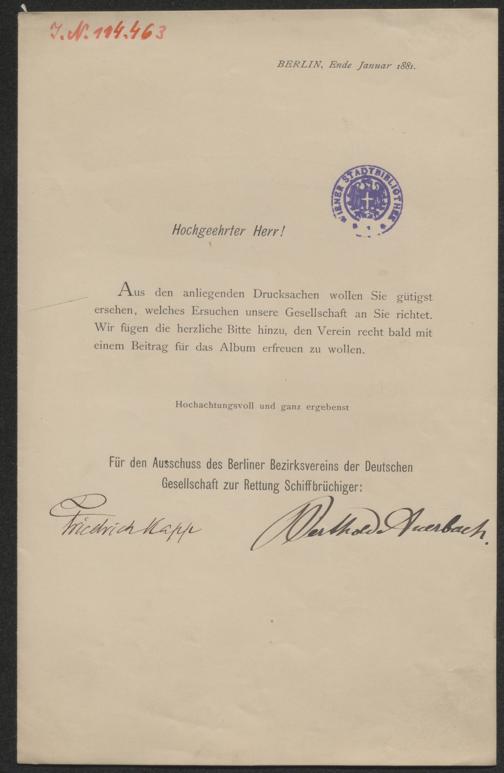 J. N. 114.463
BERLIN, Ende Januar 1881.
WIENER STADTBIBLIOTHEK
Hochgeehrter Herr!
Aus den anliegenden Drucksachen wollen Sie gütigst
ersehen, welches Ersuchen unsere Gesellschaft an Sie richtet.
Wir fügen die herzliche Bitte hinzu, den Verein recht bald mit
einem Beitrag für das Album erfreuen zu wollen.
Hochachtungsvoll und ganz ergebenst
Für den Ausschuss des Berliner Bezirksvereins der Deutschen
Gesellschaft zur Rettung Schiffbrüchiger:
Friedrich Kapp Berthold Auerbach.